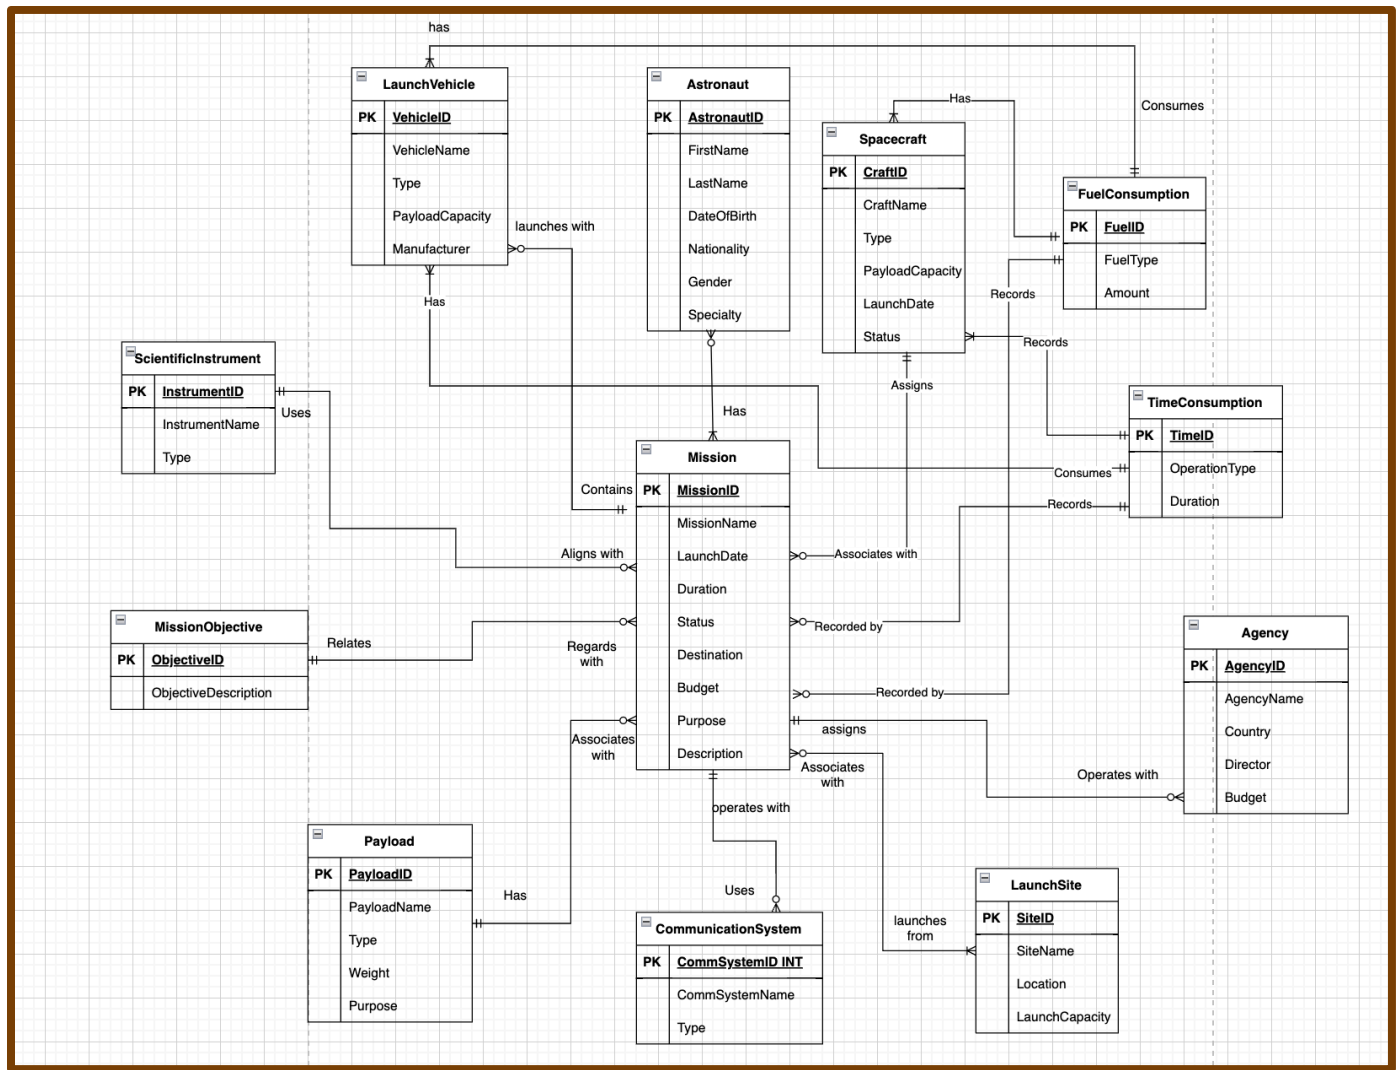 has
LaunchVehicle
PK VehicleID
VehicleName
Type
PayloadCapacity
Manufacturer
launches with
Has
Astronaut
PK AstronautID
FirstName
LastName
DateOfBirth
Nationality
Gender
Specialty
Has
Has
Spacecraft
PK CraftID
CraftName
Type
PayloadCapacity
LaunchDate
Status
Assigns
Consumes
FuelConsumption
PK FuelID
FuelType
Amount
Records
Records
ScientificInstrument
PK InstrumentID
InstrumentName
Type
Uses
TimeConsumption
PK TimeID
OperationType
Duration
Consumes
Records
Contains
Mission
PK MissionID
MissionName
LaunchDate
Duration
Status
Destination
Budget
Purpose
Description
Aligns with
Associates with
Recorded by
Recorded by
MissionObjective
PK ObjectiveID
ObjectiveDescription
Relates
Regards
with
Agency
PK AgencyID
AgencyName
Country
Director
Budget
assigns
Operates with
Associates
with
Associates
with
operates with
Payload
PK PayloadID
PayloadName
Type
Weight
Purpose
Has
Uses
CommunicationSystem
PK CommSystemID INT
CommSystemName
Type
launches
from
LaunchSite
PK SiteID
SiteName
Location
LaunchCapacity